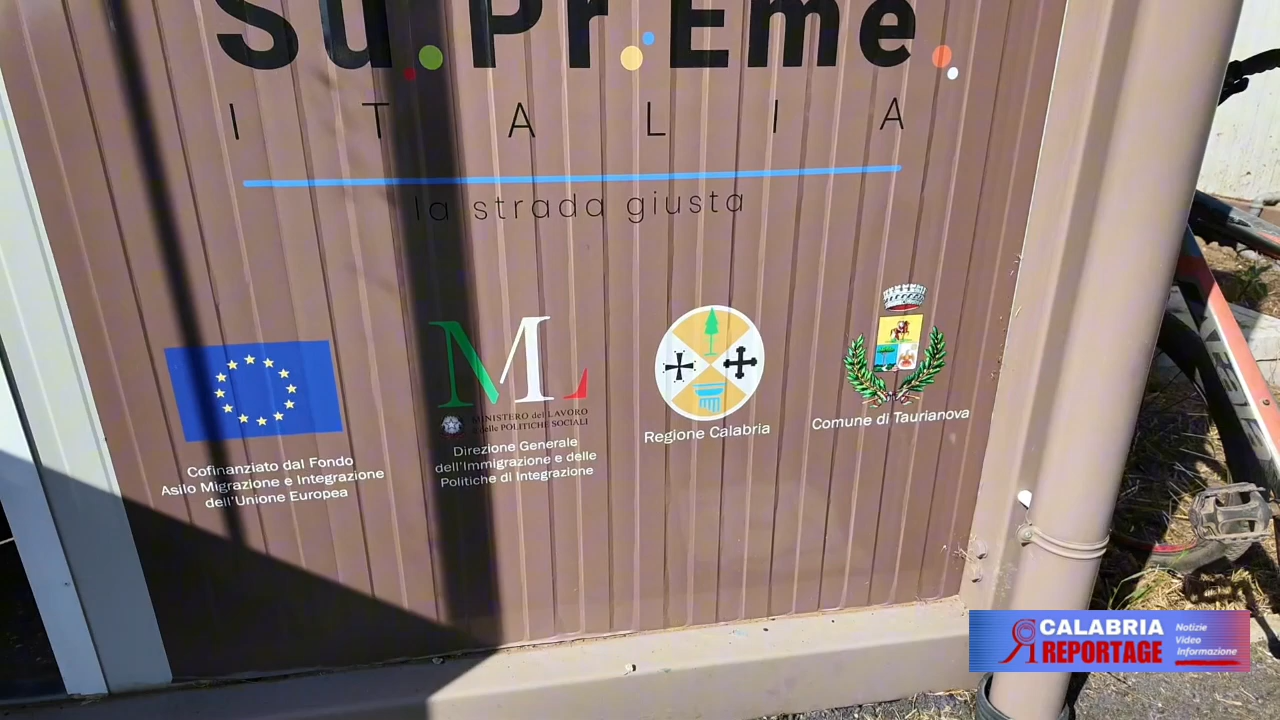 Su.Pr.Eme.
ITALIA
la strada giusta
Cofinanziato dal Fondo
Asilo Migrazione e Integrazione
dell'Unione Europea
ML
MINISTERO del LAVORO
e delle POLITICHE SOCIALI
Direzione Generale
dell'Immigrazione e delle
Politiche di Integrazione
Regione Calabria
Comune di Taurianova
CALABRIA
REPORTAGE
Notizie
Video
Informazione